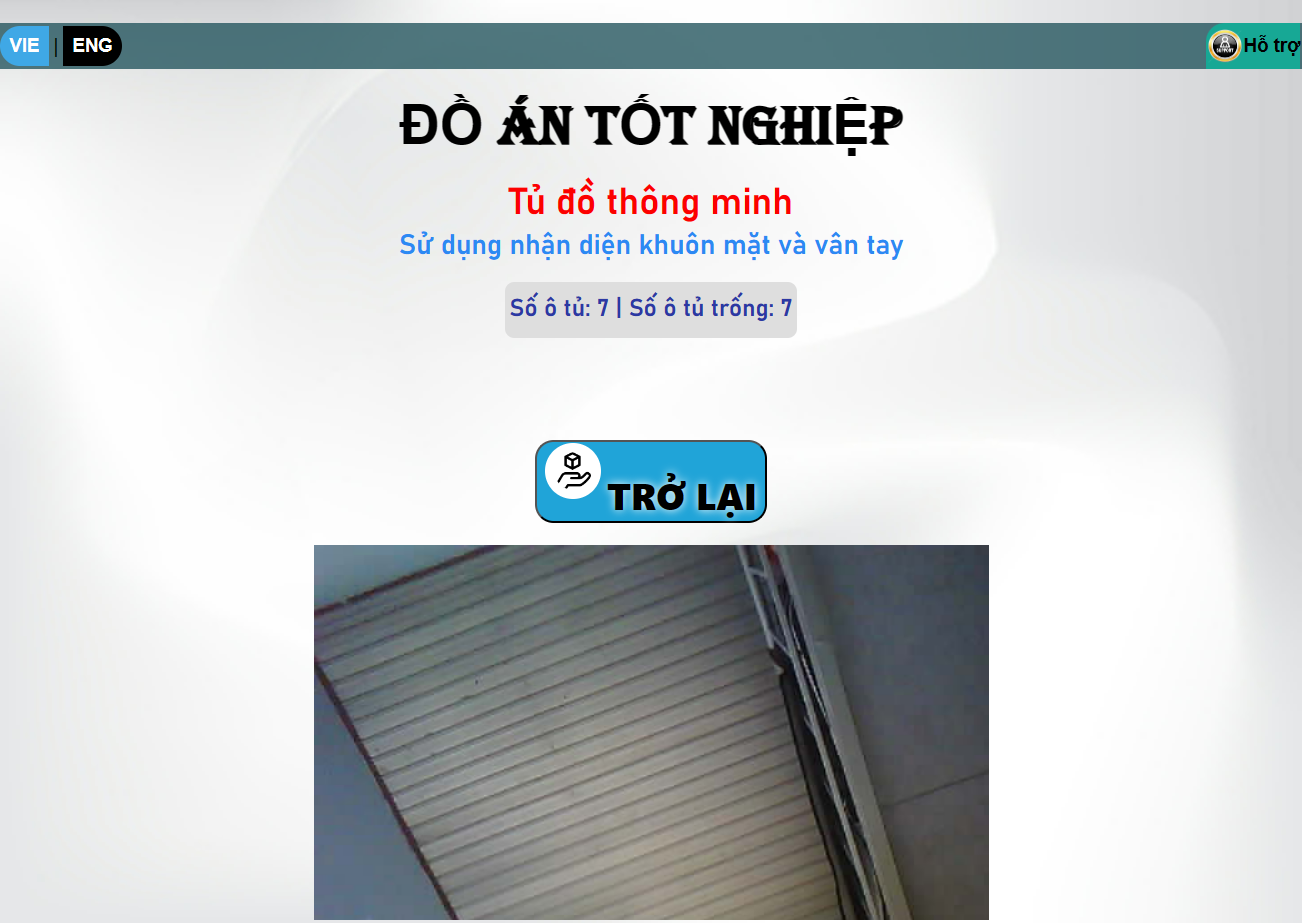 VIE | ENG
SUPPORT Hỗ trợ
ĐỒ ÁN TỐT NGHIỆP
Tủ đồ thông minh
Sử dụng nhận diện khuôn mặt và vân tay
Số ô tủ: 7 | Số ô tủ trống: 7
TRỞ LẠI